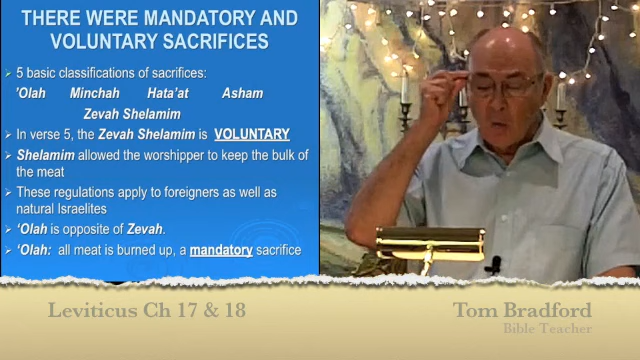 THERE WERE MANDATORY AND
VOLUNTARY SACRIFICES
5 basic classifications of sacrifices:
'Olah Minchah Hata'at Asham
Zevah Shelamim
In verse 5, the Zevah Shelamim is VOLUNTARY
Shelamim allowed the worshipper to keep the bulk of
the meat
These regulations apply to foreigners as well as
natural Israelites
'Olah is opposite of Zevah.
'Olah: all meat is burned up, a mandatory sacrifice
Leviticus Ch 17 & 18
Tom Bradford
Bible Teacher